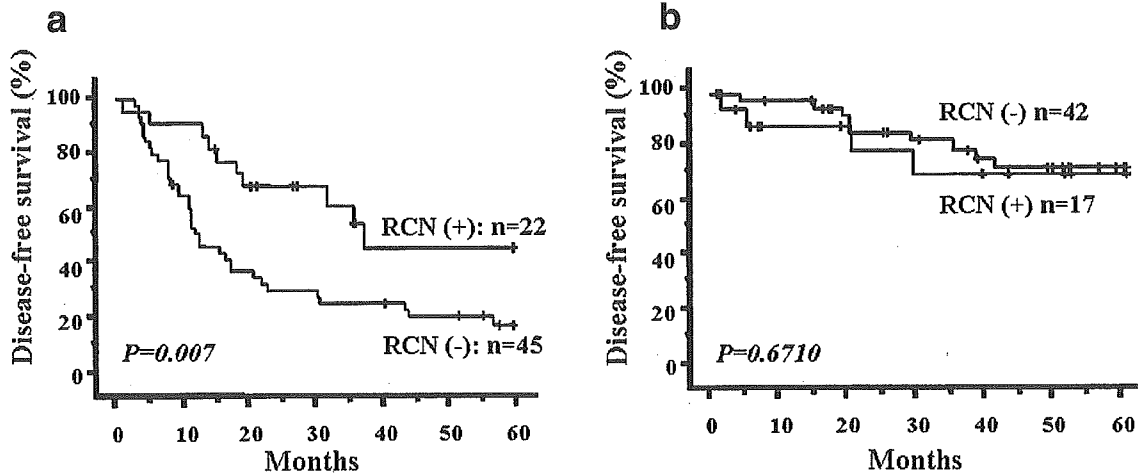 a
Disease-free survival (%)
100
80
60
40
20
0
RCN (+): n=22
RCN (-): n=45
P=0.007
0 10 20 30 40 50 60
Months
b
Disease-free survival (%)
100
80
60
40
20
0
RCN (-) n=42
RCN (+) n=17
P=0.6710
0 10 20 30 40 50 60
Months